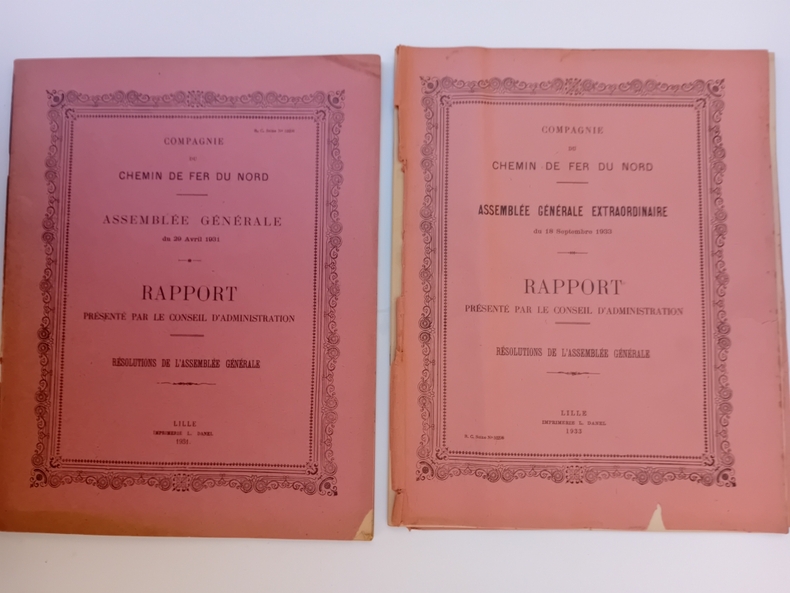 COMPAGNIE
DU
CHEMIN DE FER DU NORD
ASSEMBLÉE GÉNÉRALE
du 29 Avril 1931
RAPPORT
PRÉSENTÉ PAR LE CONSEIL D'ADMINISTRATION
RÉSOLUTIONS DE L'ASSEMBLÉE GÉNÉRALE
LILLE
IMPRIMERIE L. DANEL
1931
COMPAGNIE
DU
CHEMIN DE FER DU NORD
ASSEMBLÉE GÉNÉRALE EXTRAORDINAIRE
du 18 Septembre 1933
RAPPORT
PRÉSENTÉ PAR LE CONSEIL D'ADMINISTRATION
RÉSOLUTIONS DE L'ASSEMBLÉE GÉNÉRALE
LILLE
IMPRIMERIE L. DANEL
1933